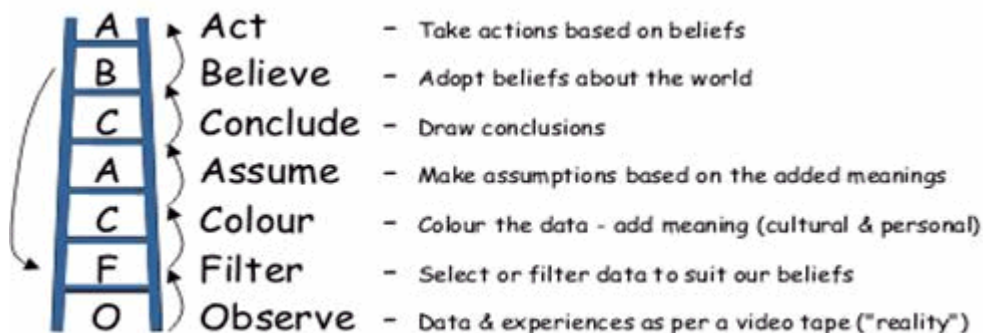 A Act - Take actions based on beliefs
B Believe - Adopt beliefs about the world
C Conclude - Draw conclusions
A Assume - Make assumptions based on the added meanings
C Colour - Colour the data - add meaning (cultural & personal)
F Filter - Select or filter data to suit our beliefs
O Observe - Data & experiences as per a video tape ("reality")